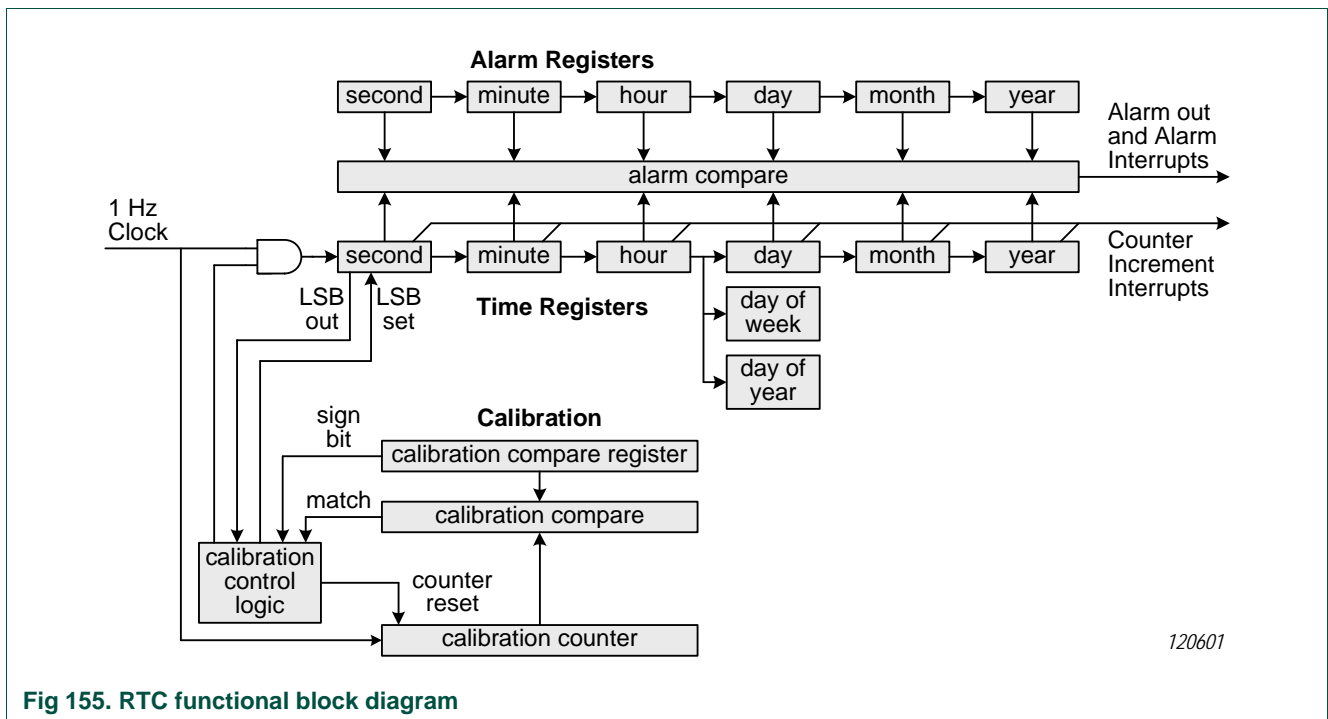 Alarm Registers
second
minute
hour
day
month
year
Alarm out
and Alarm
Interrupts
alarm compare
1 Hz
Clock
second
minute
hour
day
month
year
Counter
Increment
Interrupts
LSB
out
LSB
set
Time Registers
day of
week
day of
year
Calibration
sign
bit
calibration compare register
match
calibration compare
calibration
control
logic
counter
reset
calibration counter
120601
Fig 155. RTC functional block diagram